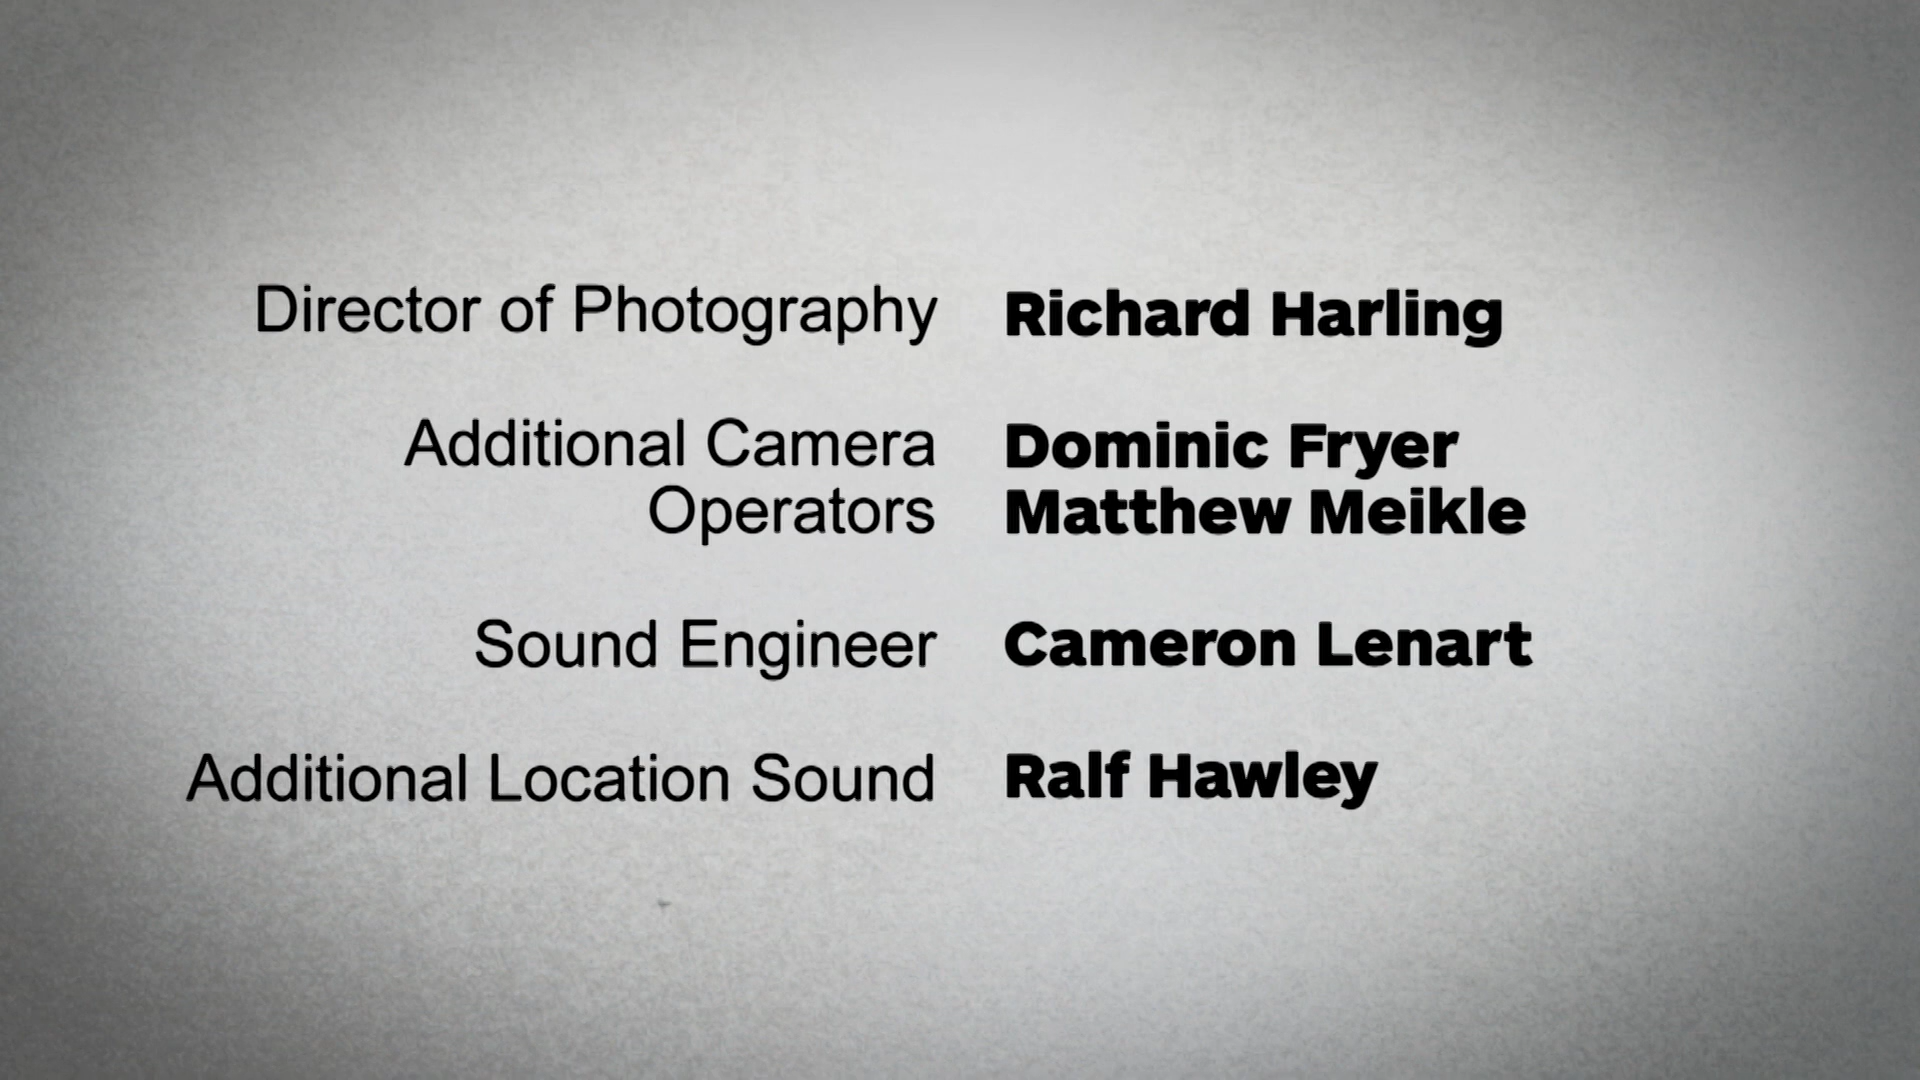 Director of Photography Richard Harling
Additional Camera Dominic Fryer
Operators Matthew Meikle
Sound Engineer Cameron Lenart
Additional Location Sound Ralf Hawley